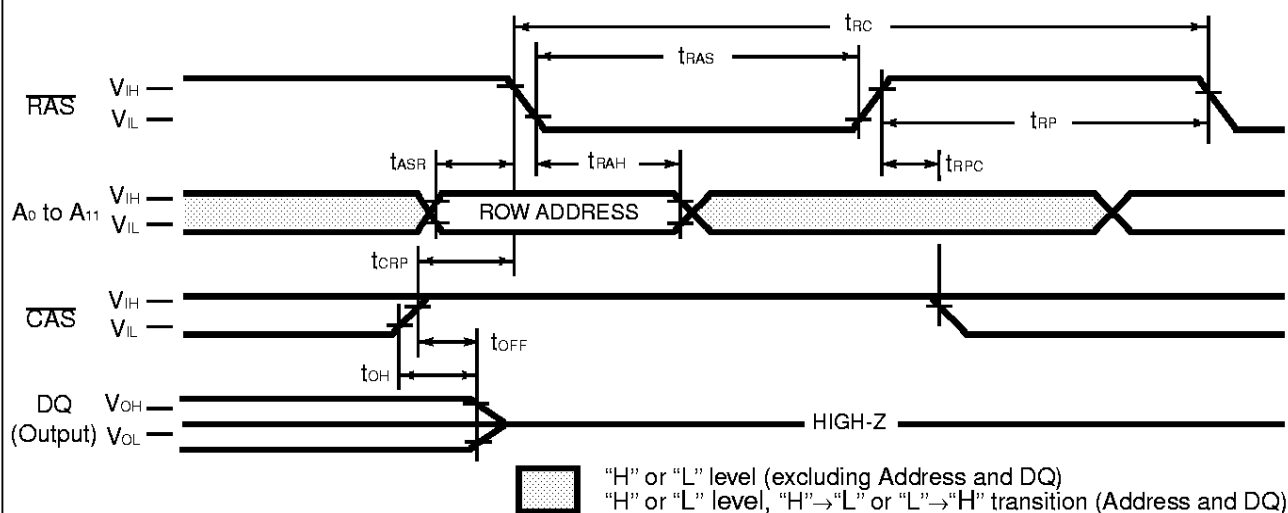 tRC
tRAS
RAS
VIH
VIL
tRP
tASR
tRAH
tRPC
A0 to A11
VIH
VIL
ROW ADDRESS
tCRP
CAS
VIH
VIL
tOFF
tOH
DQ
(Output)
VOH
VOL
HIGH-Z
“H” or “L” level (excluding Address and DQ)
“H” or “L” level, “H”→“L” or “L”→“H” transition (Address and DQ)